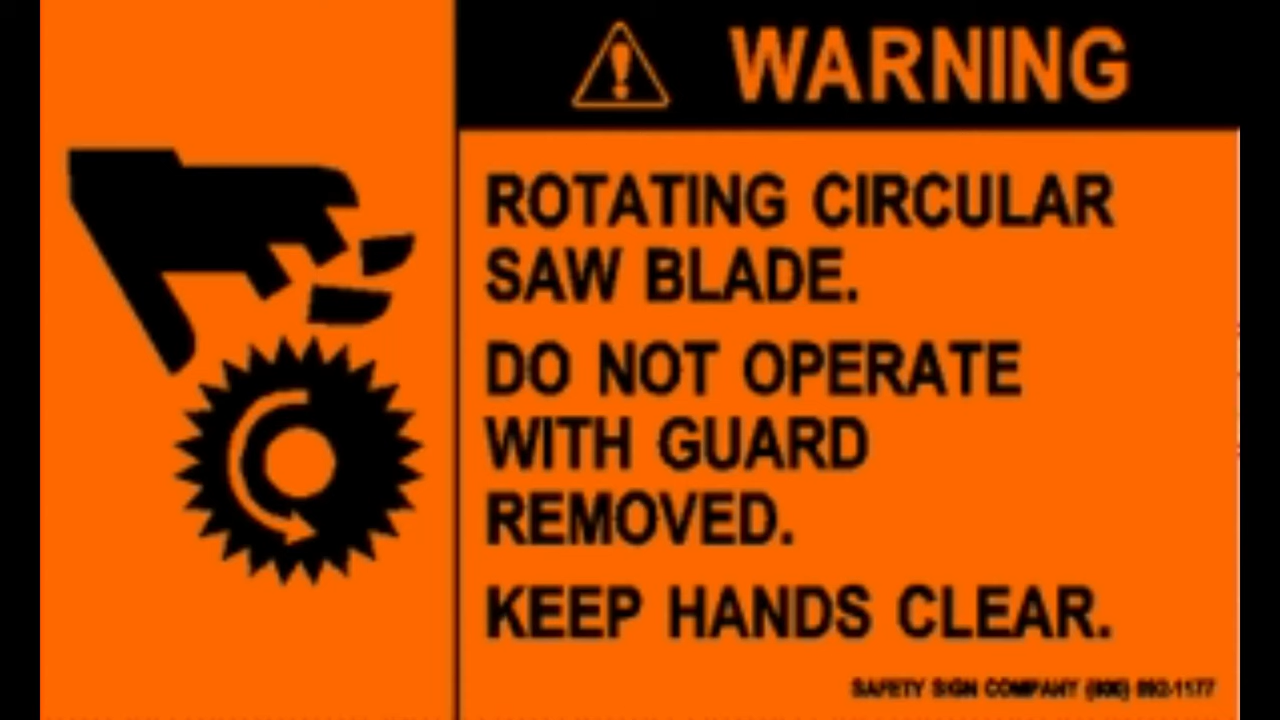 WARNING
ROTATING CIRCULAR
SAW BLADE.
DO NOT OPERATE
WITH GUARD
REMOVED.
KEEP HANDS CLEAR.
SAFETY SIGN COMPANY